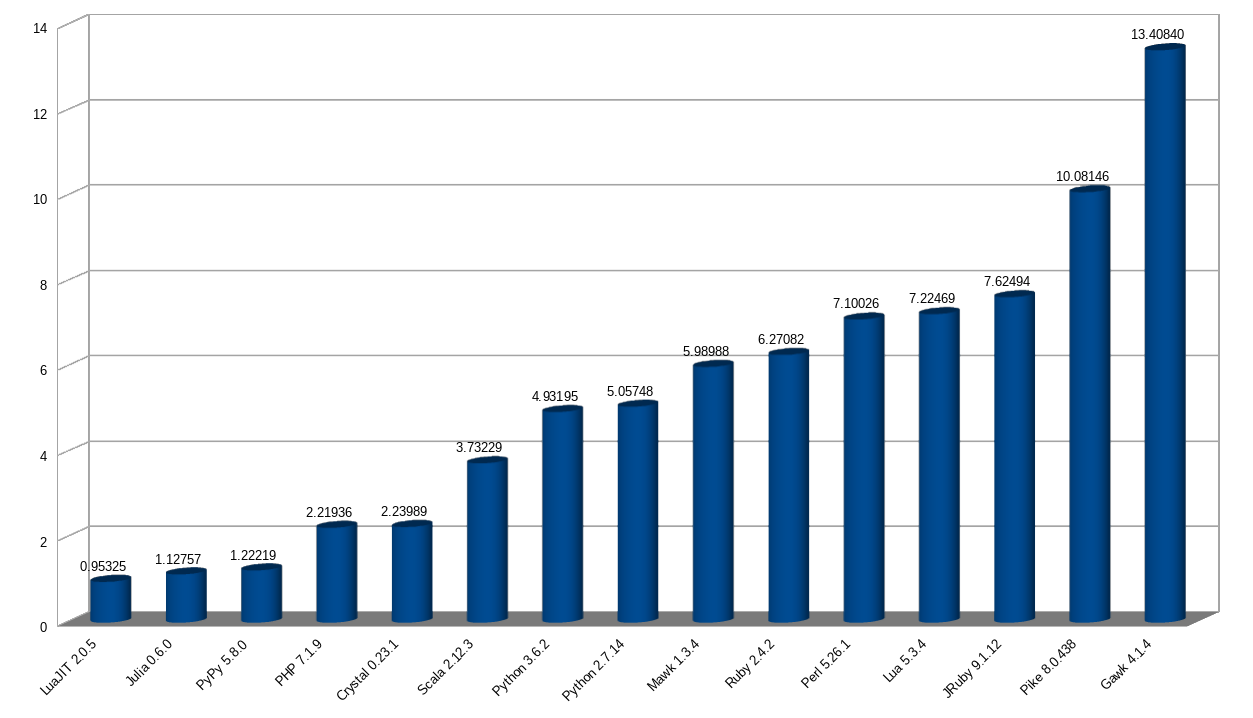 14
12
10
8
6
4
2
0
0.95325
1.12757
1.22219
2.21936
2.23989
3.73229
4.93195
5.05748
5.98988
6.27082
7.10026
7.22469
7.62494
10.08146
13.40840
LuaJIT 2.0.5
Julia 0.6.0
PyPy 5.8.0
PHP 7.1.9
Crystal 0.23.1
Scala 2.12.3
Python 3.6.2
Python 2.7.14
Mawk 1.3.4
Ruby 2.4.2
Perl 5.26.1
Lua 5.3.4
JRuby 9.1.12
Pike 8.0.438
Gawk 4.1.4